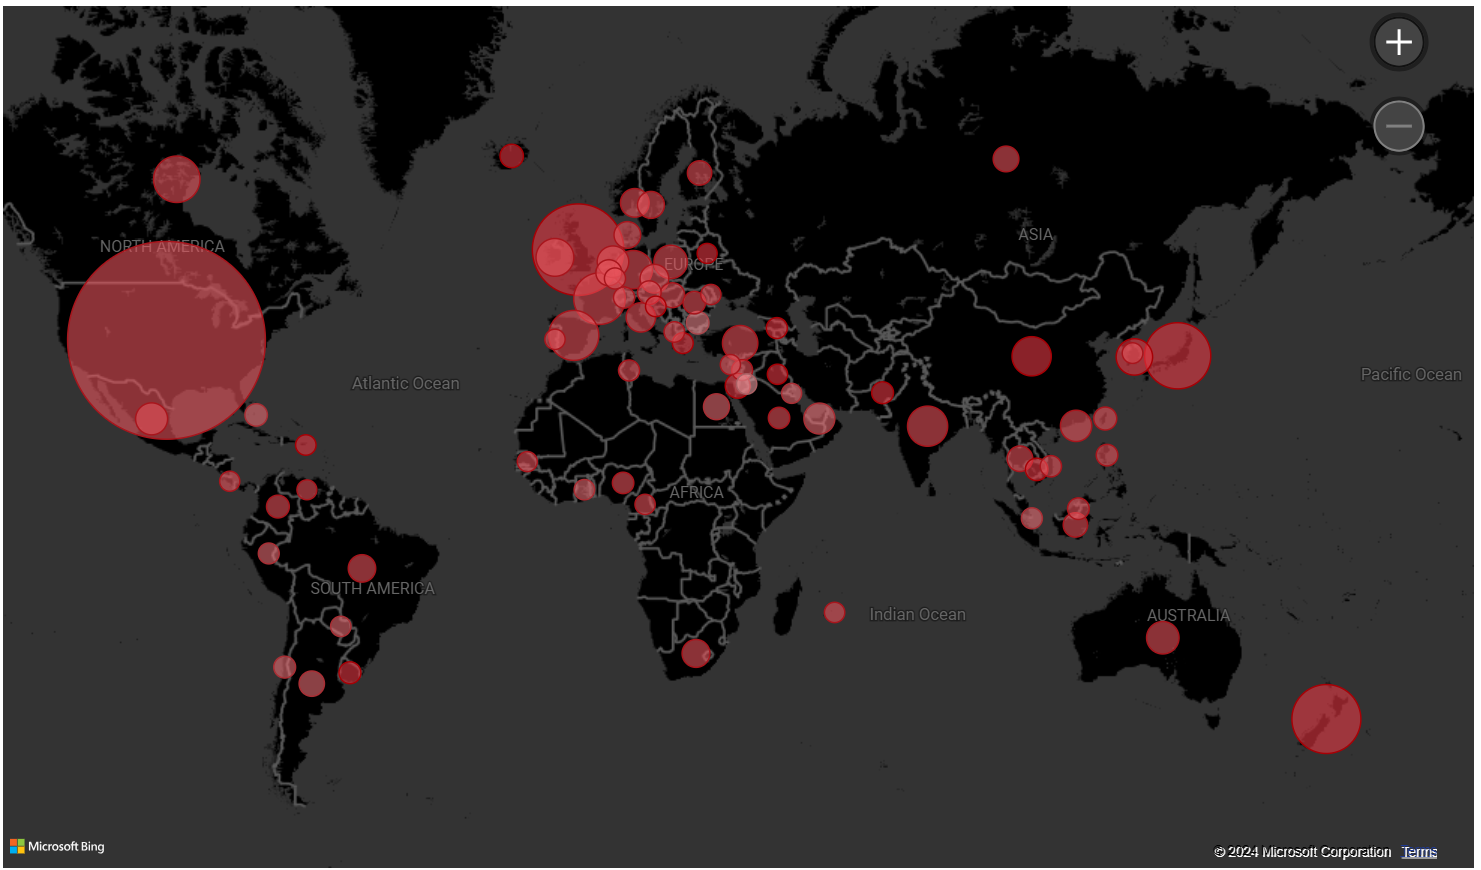 NORTH AMERICA
ASIA
EUROPE
Atlantic Ocean
Pacific Ocean
AFRICA
SOUTH AMERICA
Indian Ocean
AUSTRALIA
Microsoft Bing
© 2024 Microsoft Corporation Terms